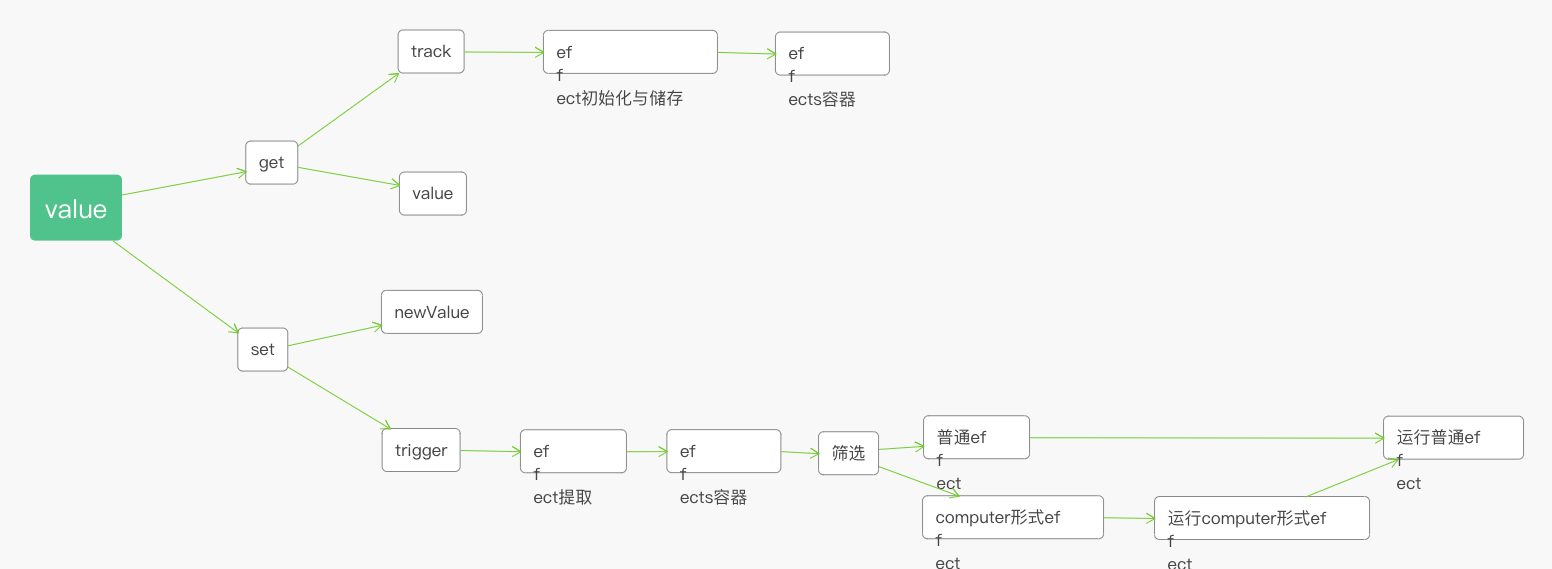 track
ef
f
ect初始化与储存
ef
f
ects容器
get
value
value
newValue
set
trigger
ef
f
ect提取
ef
f
ects容器
筛选
普通ef
f
ect
运行普通ef
f
ect
computer形式ef
f
ect
运行computer形式ef
f
ect